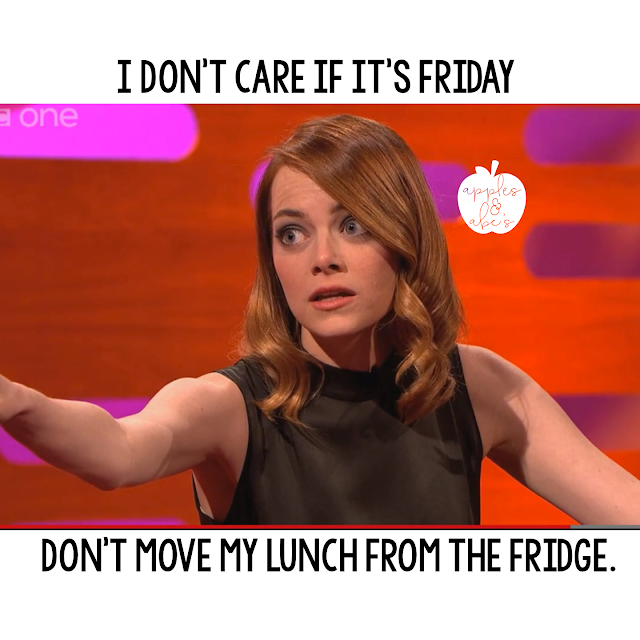 I DON'T CARE IF IT'S FRIDAY
one
apples
&
abc's
DON'T MOVE MY LUNCH FROM THE FRIDGE.